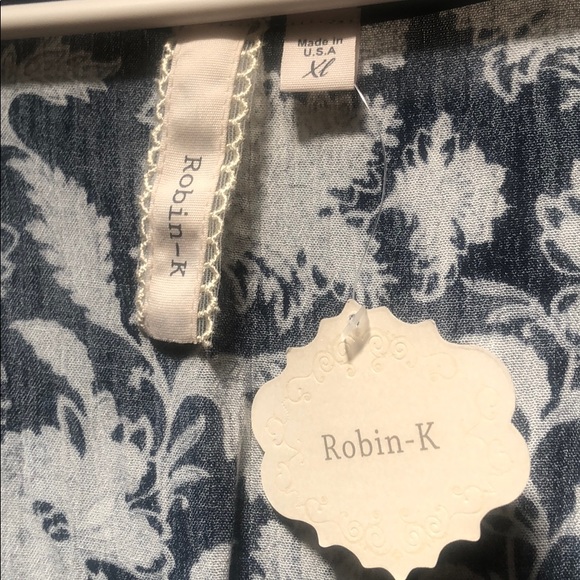 Made in
U.S.A
XL
Robin-K
Robin-K